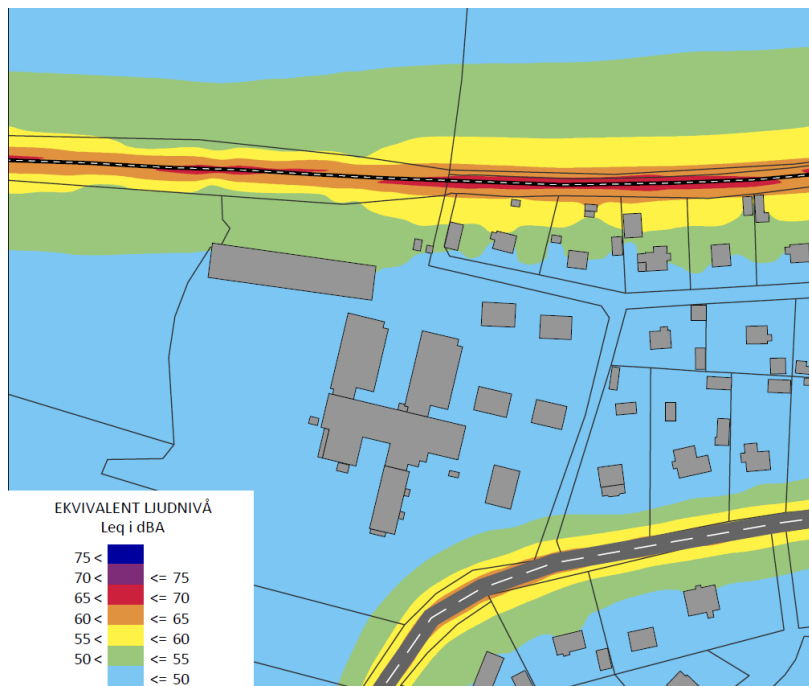 EKVIVALENT LJUDNIVÅ
Leq i dBA
75 <
70 < <= 75
65 < <= 70
60 < <= 65
55 < <= 60
50 < <= 55
<= 50